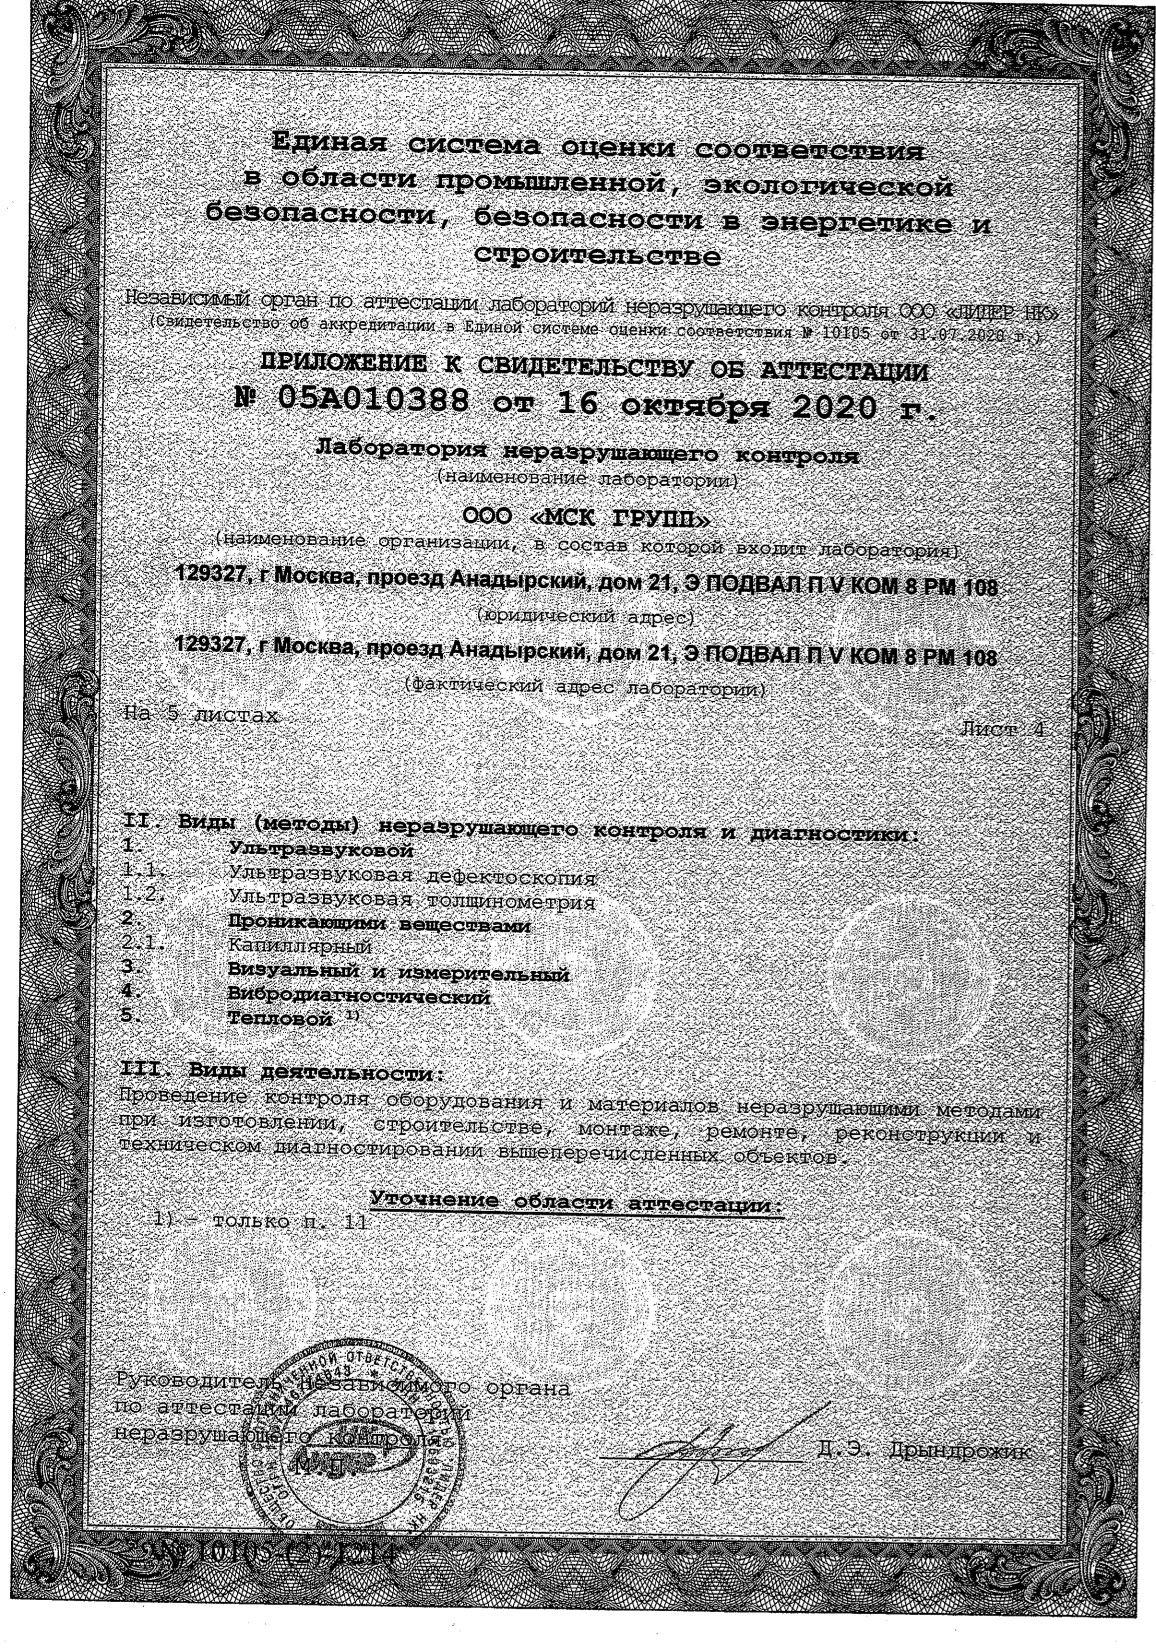 Единая система оценки соответствия
в области промышленной, экологической
безопасности, безопасности в энергетике и
строительстве
Независимый орган по аттестации лабораторий неразрушающего контроля ООО «ЛИДЕР НК»
(Свидетельство об аккредитации в Единой системе оценки соответствия № 10105 от 31.07.2020 г.)
ПРИЛОЖЕНИЕ К СВИДЕТЕЛЬСТВУ ОБ АТТЕСТАЦИИ
№ 05А010388 от 16 октября 2020 г.
Лаборатория неразрушающего контроля
(наименование лаборатории)
ООО «МСК ГРУПП»
(наименование организации, в состав которой входит лаборатория)
129327, г Москва, проезд Анадырский, дом 21, Э ПОДВАЛ П V КОМ 8 РМ 108
(юридический адрес)
129327, г Москва, проезд Анадырский, дом 21, Э ПОДВАЛ П V КОМ 8 РМ 108
(фактический адрес лаборатории)
На 5 листах Лист 4
II. Виды (методы) неразрушающего контроля и диагностики:
1. Ультразвуковой
1.1. Ультразвуковая дефектоскопия
1.2. Ультразвуковая толщинометрия
2. Проникающими веществами
2.1. Капиллярный
3. Визуальный и измерительный
4. Вибродиагностический
5. Тепловой 1)
III. Виды деятельности:
Проведение контроля оборудования и материалов неразрушающими методами
при изготовлении, строительстве, монтаже, ремонте, реконструкции и
техническом диагностировании вышеперечисленных объектов.
Уточнение области аттестации:
1) – только п. 11
Руководитель Независимого органа
по аттестации лабораторий
неразрушающего контроля
М.П.
Д.Э. Дрындрожик
№ 10105-(2)-1214